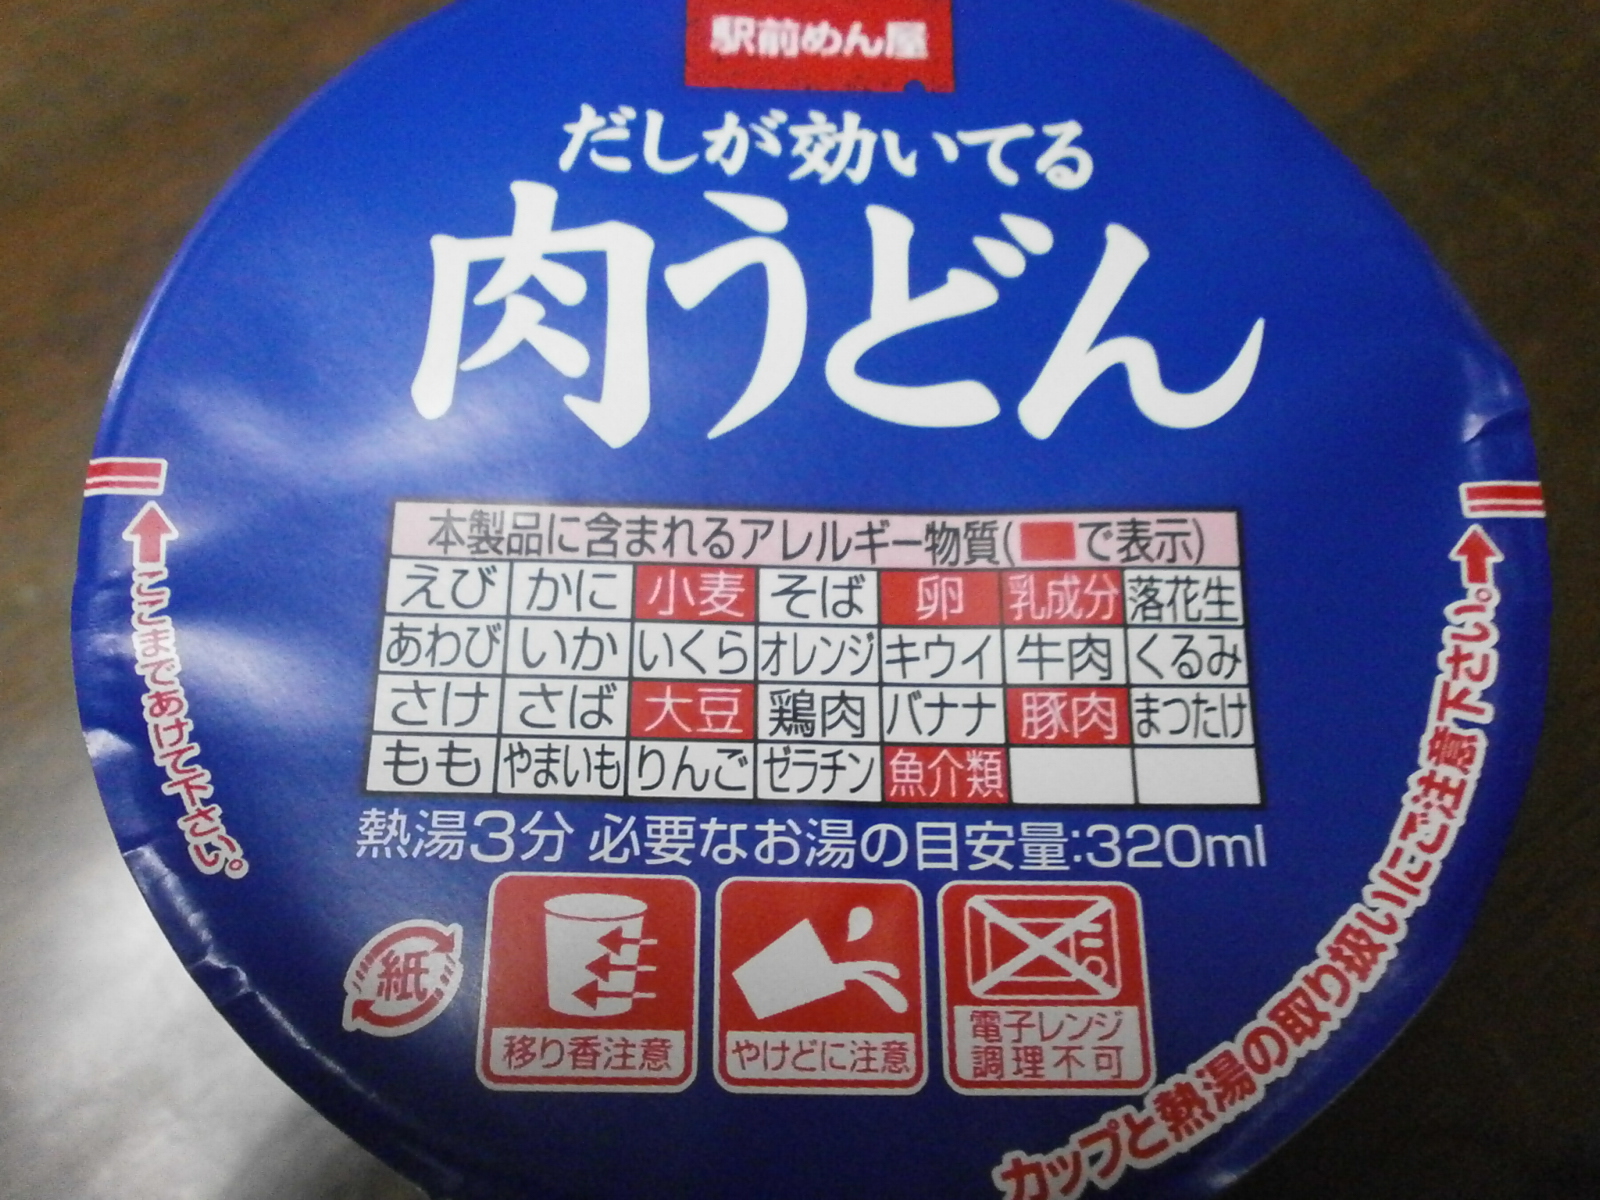 駅前めん屋
だしが効いてる
肉うどん
本製品に含まれるアレルギー物質(■で表示)
えび かに 小麦 そば 卵 乳成分 落花生
あわび いか いくら オレンジ キウイ 牛肉 くるみ
さけ さば 大豆 鶏肉 バナナ 豚肉 まつたけ
もも やまいも りんご ゼラチン 魚介類
熱湯3分 必要なお湯の目安量:320ml
ここまであけて下さい。
紙
移り香注意
やけどに注意
電子レンジ
調理不可
カップと熱湯の取り扱いにご注意下さい。